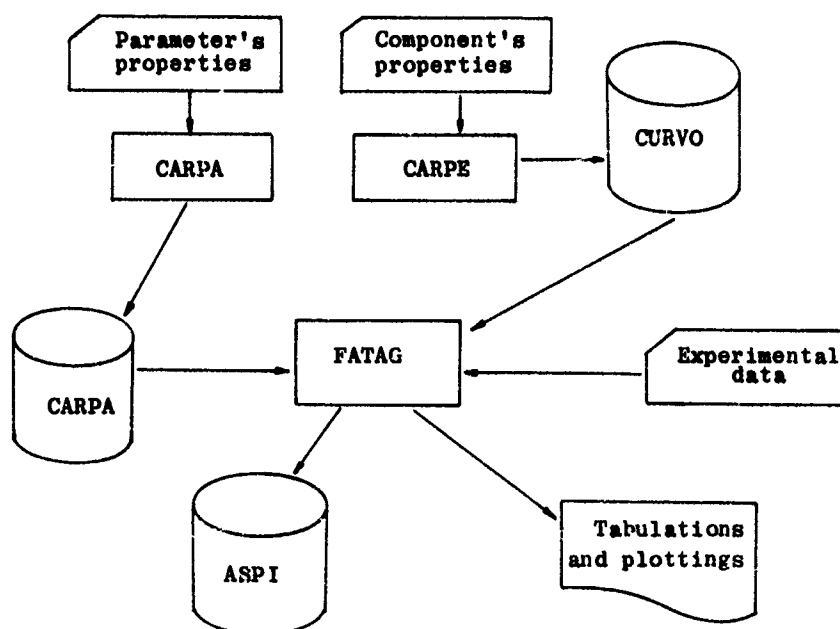 Parameter's
properties
Component's
properties
CURVO
CARPA
CARPE
FATAG
Experimental
data
CARPA
ASPI
Tabulations
and plottings